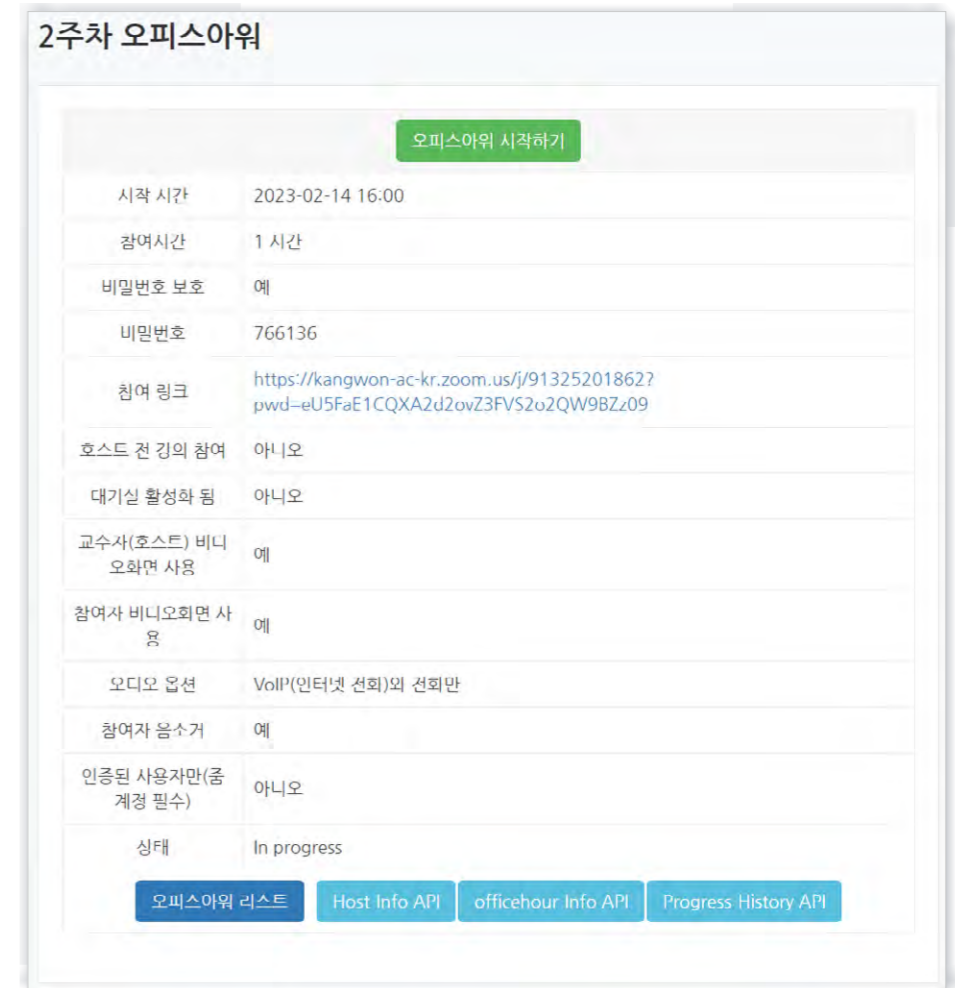 2주차 오피스아워
오피스아워 시작하기
시작 시간 2023-02-14 16:00
참여시간 1 시간
비밀번호 보호 예
비밀번호 766136
참여 링크 https://kangwon-ac-kr.zoom.us/j/91325201862?
pwd=eU5FaE1CQXA2d2ovZ3FVS2o2QW9BZz09
호스트 전 강의 참여 아니오
대기실 활성화 됨 아니오
교수자(호스트) 비디
오화면 사용 예
참여자 비디오화면 사
용 예
오디오 옵션 VoIP(인터넷 전화)와 전화만
참여자 음소거 예
인증된 사용자만(줌
계정 필수) 아니오
상태 In progress
오피스아워 리스트 Host Info API officehour Info API Progress History API